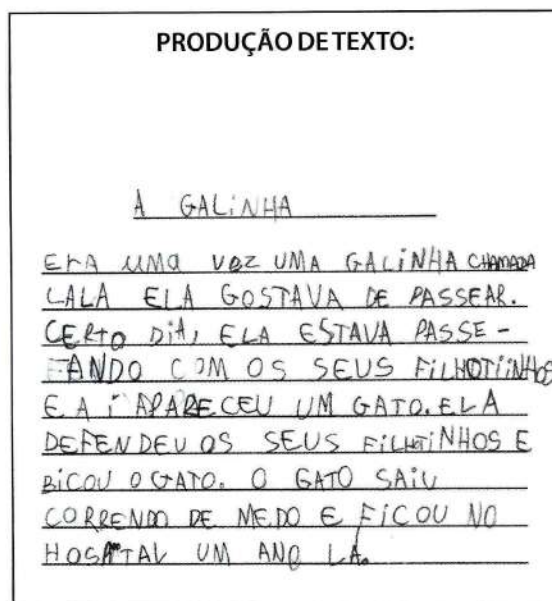 PRODUÇÃO DE TEXTO:
A GALINHA
ERA UMA VEZ UMA GALINHA CHAMADA
LALA ELA GOSTAVA DE PASSEAR.
CERTO DIA, ELA ESTAVA PASSE-
ANDO COM OS SEUS FILHOTIINHOS
E AI APARECEU UM GATO. ELA
DEFENDEU OS SEUS FILHOTINHOS E
BICOU O GATO. O GATO SAIU
CORRENDO DE MEDO E FICOU NO
HOSPITAL UM ANO LÁ.